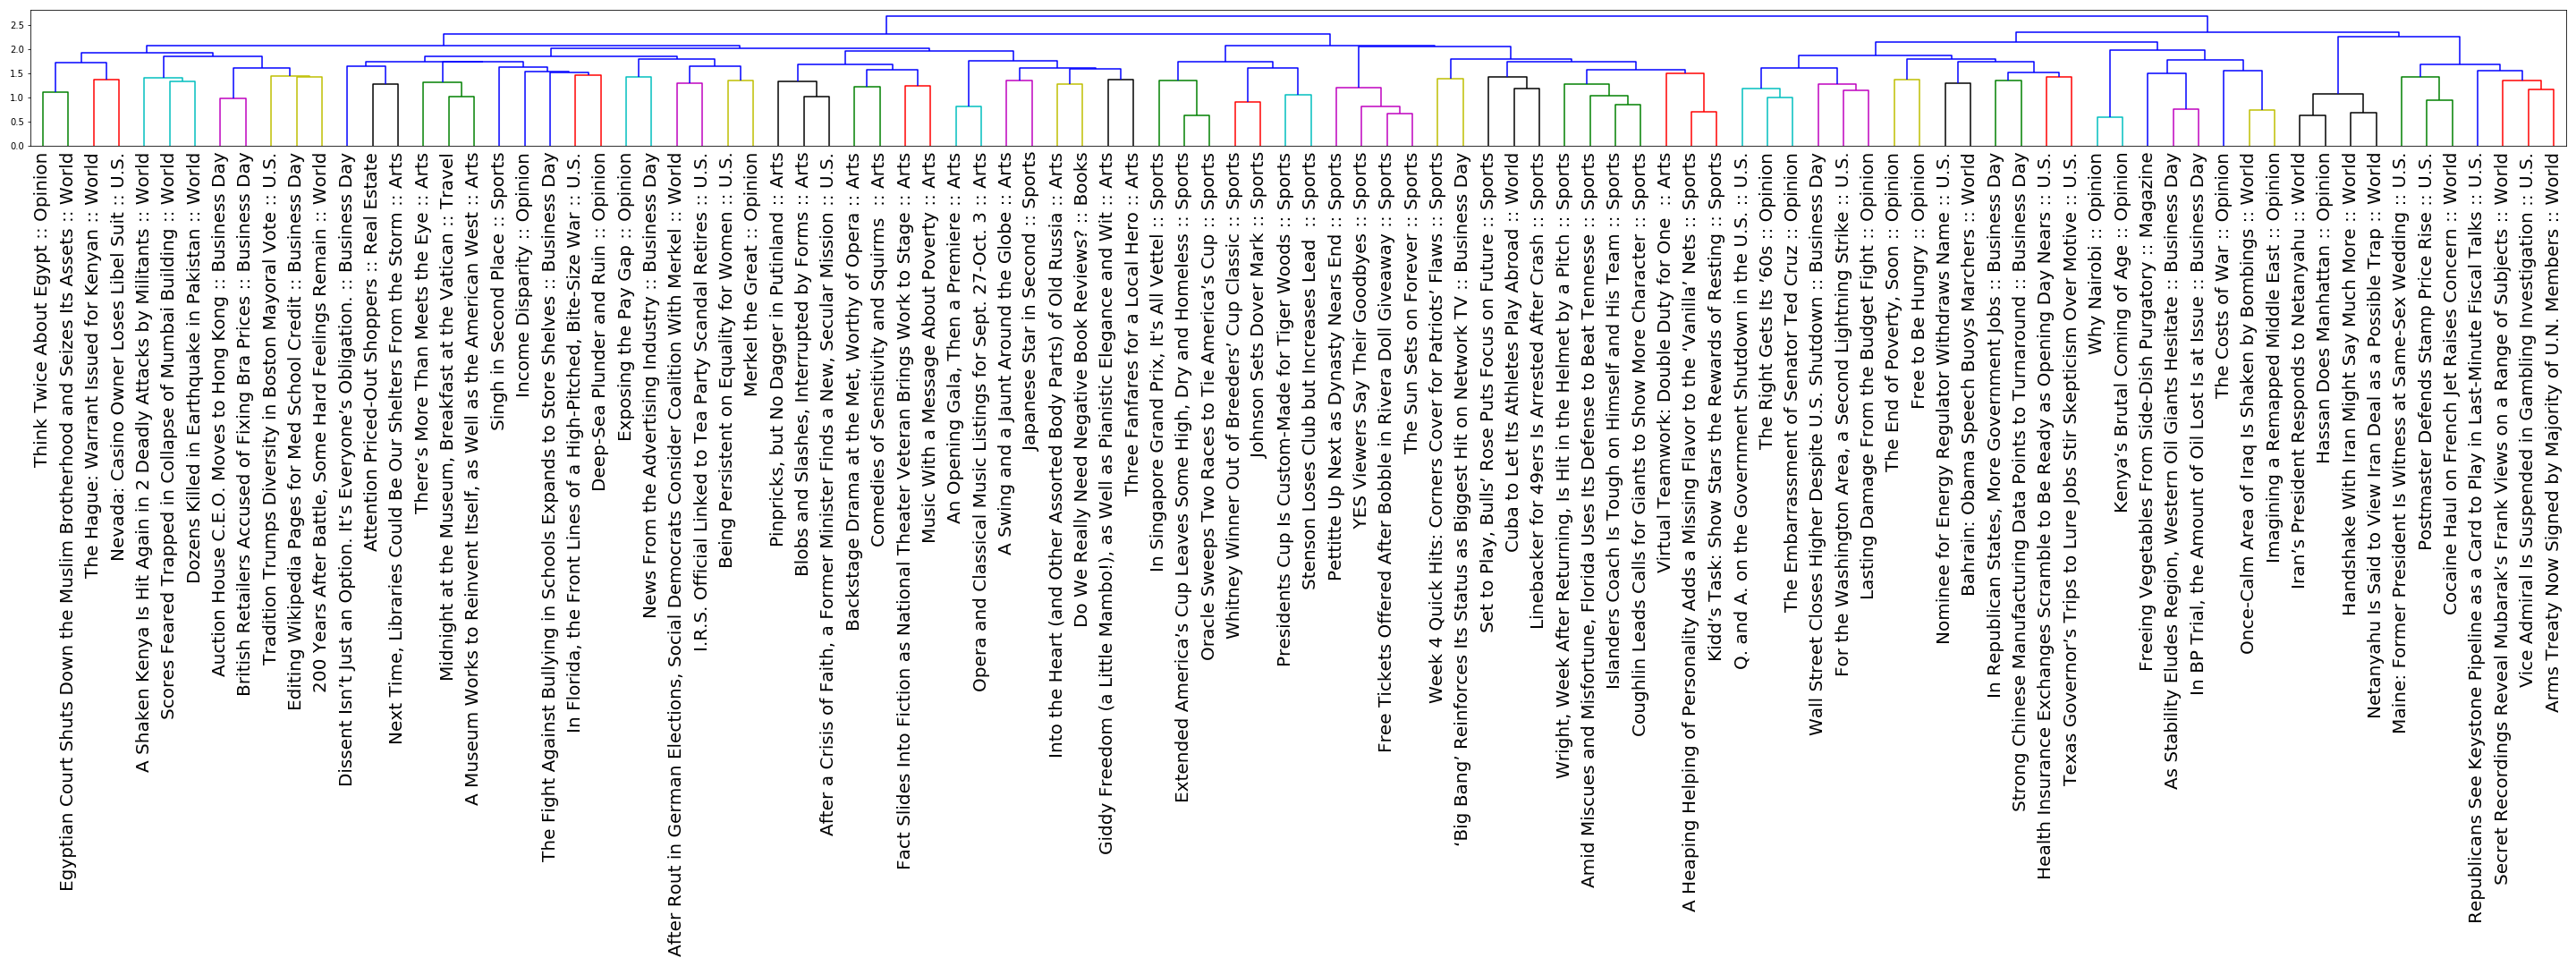 2.5
2.0
1.5
1.0
0.5
0.0
Think Twice About Egypt :: Opinion
Egyptian Court Shuts Down the Muslim Brotherhood and Seizes Its Assets :: World
The Hague: Warrant Issued for Kenyan :: World
Nevada: Casino Owner Loses Libel Suit :: U.S.
A Shaken Kenya Is Hit Again in 2 Deadly Attacks by Militants :: World
Scores Feared Trapped in Collapse of Mumbai Building :: World
Dozens Killed in Earthquake in Pakistan :: World
Auction House C.E.O. Moves to Hong Kong :: Business Day
British Retailers Accused of Fixing Bra Prices :: Business Day
Tradition Trumps Diversity in Boston Mayoral Vote :: U.S.
Editing Wikipedia Pages for Med School Credit :: Business Day
200 Years After Battle, Some Hard Feelings Remain :: World
Dissent Isn’t Just an Option. It’s Everyone’s Obligation. :: Business Day
Attention Priced-Out Shoppers :: Real Estate
Next Time, Libraries Could Be Our Shelters From the Storm :: Arts
There’s More Than Meets the Eye :: Arts
Midnight at the Museum, Breakfast at the Vatican :: Travel
A Museum Works to Reinvent Itself, as Well as the American West :: Arts
Singh in Second Place :: Sports
Income Disparity :: Opinion
The Fight Against Bullying in Schools Expands to Store Shelves :: Business Day
In Florida, the Front Lines of a High-Pitched, Bite-Size War :: U.S.
Deep-Sea Plunder and Ruin :: Opinion
Exposing the Pay Gap :: Opinion
News From the Advertising Industry :: Business Day
After Rout in German Elections, Social Democrats Consider Coalition With Merkel :: World
I.R.S. Official Linked to Tea Party Scandal Retires :: U.S.
Being Persistent on Equality for Women :: U.S.
Merkel the Great :: Opinion
Pinpricks, but No Dagger in Putinland :: Arts
Blobs and Slashes, Interrupted by Forms :: Arts
After a Crisis of Faith, a Former Minister Finds a New, Secular Mission :: U.S.
Backstage Drama at the Met, Worthy of Opera :: Arts
Comedies of Sensitivity and Squirms  :: Arts
Fact Slides Into Fiction as National Theater Veteran Brings Work to Stage :: Arts
Music With a Message About Poverty :: Arts
An Opening Gala, Then a Premiere :: Arts
Opera and Classical Music Listings for Sept. 27-Oct. 3 :: Arts
A Swing and a Jaunt Around the Globe :: Arts
Japanese Star in Second :: Sports
Into the Heart (and Other Assorted Body Parts) of Old Russia :: Arts
Do We Really Need Negative Book Reviews? :: Books
Giddy Freedom (a Little Mambo!), as Well as Pianistic Elegance and Wit :: Arts
Three Fanfares for a Local Hero :: Arts
In Singapore Grand Prix, It’s All Vettel :: Sports
Extended America’s Cup Leaves Some High, Dry and Homeless :: Sports
Oracle Sweeps Two Races to Tie America’s Cup :: Sports
Whitney Winner Out of Breeders’ Cup Classic :: Sports
Johnson Sets Dover Mark :: Sports
Presidents Cup Is Custom-Made for Tiger Woods :: Sports
Stenson Loses Club but Increases Lead  :: Sports
Pettitte Up Next as Dynasty Nears End :: Sports
YES Viewers Say Their Goodbyes :: Sports
Free Tickets Offered After Bobble in Rivera Doll Giveaway :: Sports
The Sun Sets on Forever :: Sports
Week 4 Quick Hits: Corners Cover for Patriots’ Flaws :: Sports
‘Big Bang’ Reinforces Its Status as Biggest Hit on Network TV :: Business Day
Set to Play, Bulls’ Rose Puts Focus on Future :: Sports
Cuba to Let Its Athletes Play Abroad :: World
Linebacker for 49ers Is Arrested After Crash :: Sports
Wright, Week After Returning, Is Hit in the Helmet by a Pitch :: Sports
Amid Miscues and Misfortune, Florida Uses Its Defense to Beat Tennessee :: Sports
Islanders Coach Is Tough on Himself and His Team :: Sports
Coughlin Leads Calls for Giants to Show More Character :: Sports
Virtual Teamwork: Double Duty for One  :: Arts
A Heaping Helping of Personality Adds a Missing Flavor to the ‘Vanilla’ Nets :: Sports
Kidd’s Task: Show Stars the Rewards of Resting :: Sports
Q. and A. on the Government Shutdown in the U.S. :: U.S.
The Right Gets Its ’60s :: Opinion
The Embarrassment of Senator Ted Cruz :: Opinion
Wall Street Closes Higher Despite U.S. Shutdown :: Business Day
For the Washington Area, a Second Lightning Strike :: U.S.
Lasting Damage From the Budget Fight :: Opinion
The End of Poverty, Soon :: Opinion
Free to Be Hungry :: Opinion
Nominee for Energy Regulator Withdraws Name :: U.S.
Bahrain: Obama Speech Buoys Marchers :: World
In Republican States, More Government Jobs :: Business Day
Strong Chinese Manufacturing Data Points to Turnaround :: Business Day
Health Insurance Exchanges Scramble to Be Ready as Opening Day Nears :: U.S.
Texas Governor’s Trips to Lure Jobs Stir Skepticism Over Motive :: U.S.
Why Nairobi :: Opinion
Kenya’s Brutal Coming of Age :: Opinion
Freeing Vegetables From Side-Dish Purgatory :: Magazine
As Stability Eludes Region, Western Oil Giants Hesitate :: Business Day
In BP Trial, the Amount of Oil Lost Is at Issue :: Business Day
The Costs of War :: Opinion
Once-Calm Area of Iraq Is Shaken by Bombings :: World
Imagining a Remapped Middle East :: Opinion
Iran’s President Responds to Netanyahu :: World
Hassan Does Manhattan :: Opinion
Handshake With Iran Might Say Much More :: World
Netanyahu Is Said to View Iran Deal as a Possible Trap :: World
Maine: Former President Is Witness at Same-Sex Wedding :: U.S.
Postmaster Defends Stamp Price Rise :: U.S.
Cocaine Haul on French Jet Raises Concern :: World
Republicans See Keystone Pipeline as a Card to Play in Last-Minute Fiscal Talks :: U.S.
Secret Recordings Reveal Mubarak’s Frank Views on a Range of Subjects :: World
Vice Admiral Is Suspended in Gambling Investigation :: U.S.
Arms Treaty Now Signed by Majority of U.N. Members :: World